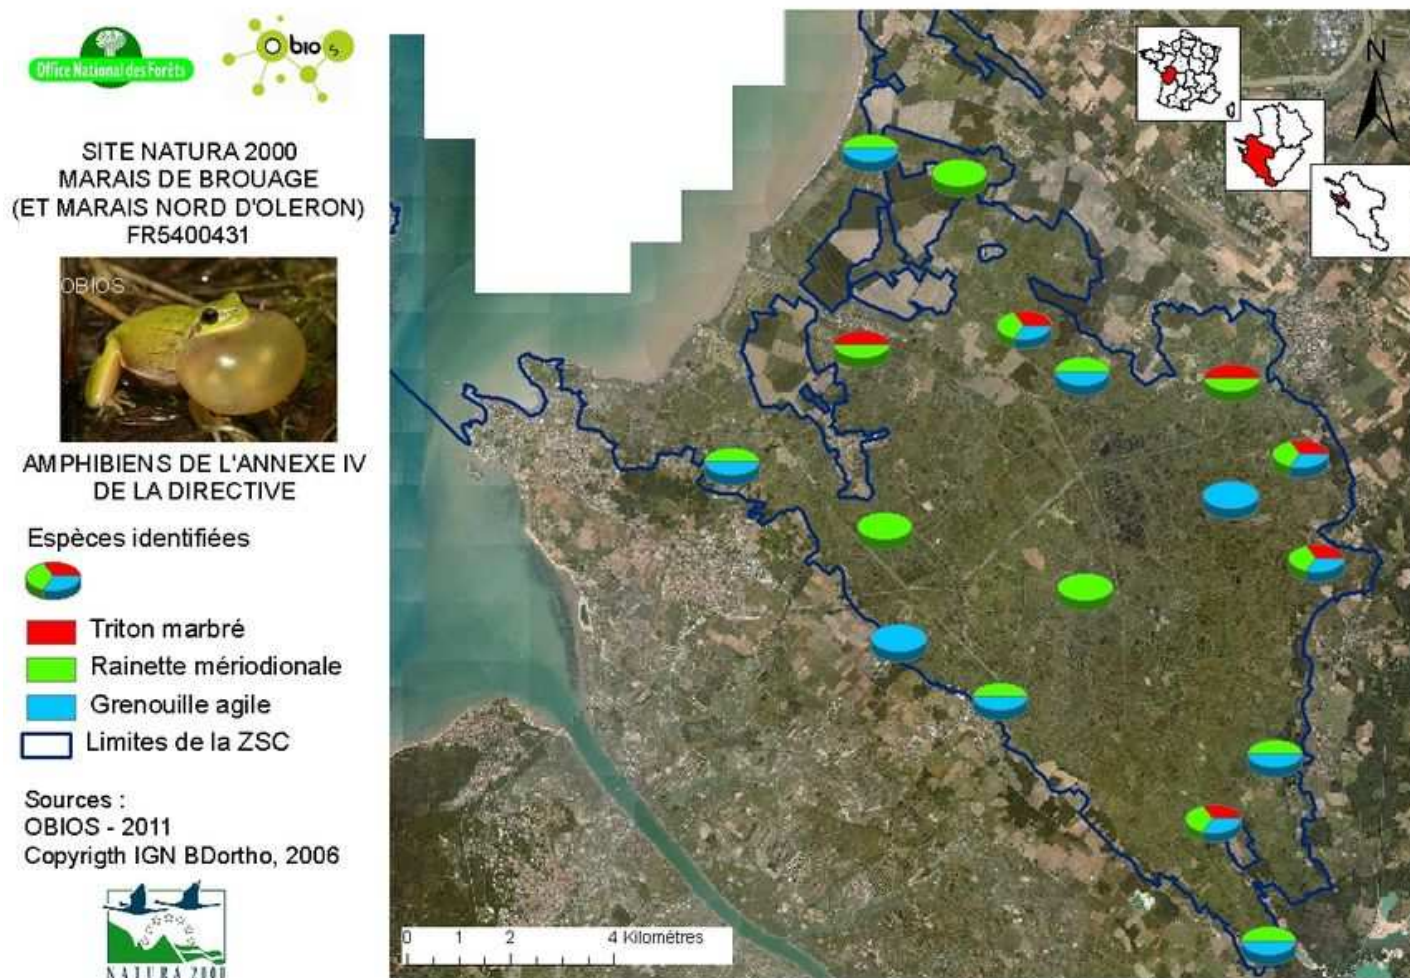 Office National des Forêts
Obios
SITE NATURA 2000
MARAIS DE BROUAGE
(ET MARAIS NORD D'OLERON)
FR5400431
OBIOS
AMPHIBIENS DE L'ANNEXE IV
DE LA DIRECTIVE
Espèces identifiées
Triton marbré
Rainette mériodionale
Grenouille agile
Limites de la ZSC
Sources :
OBIOS - 2011
Copyrigth IGN BDortho, 2006
NATURA 2000
N
0 1 2 4 Kilomètres